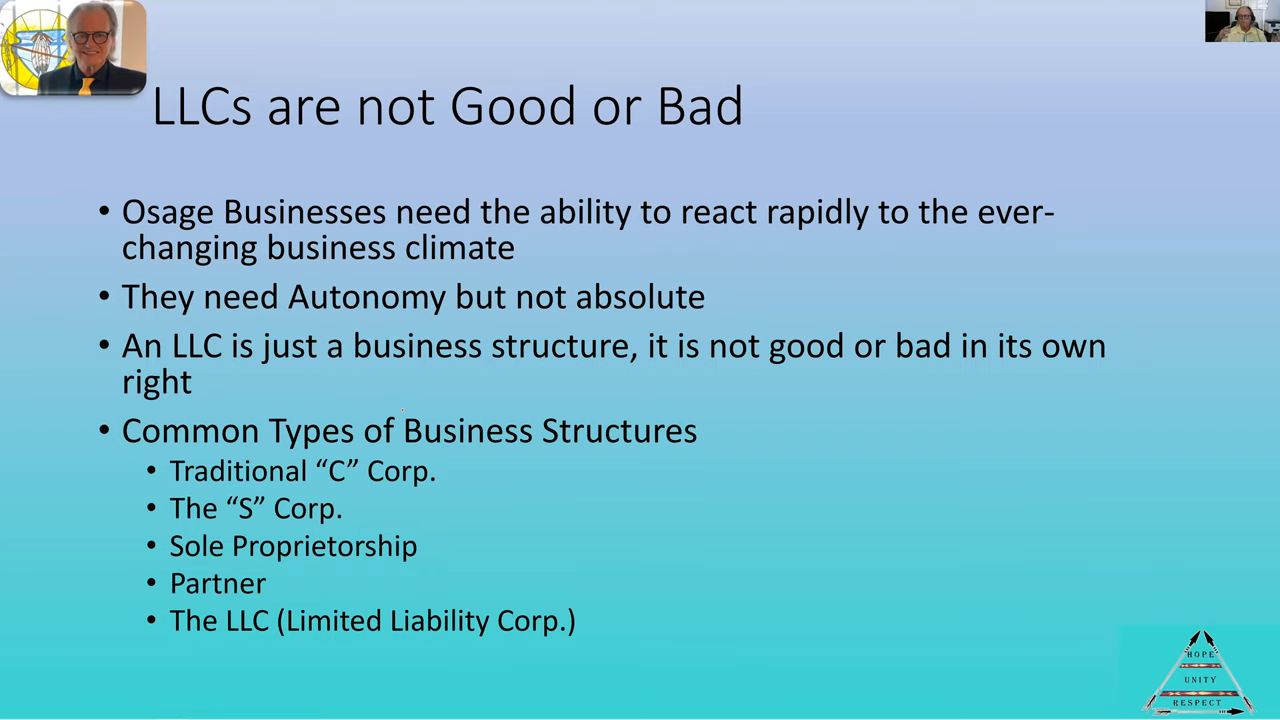 LLCs are not Good or Bad
• Osage Businesses need the ability to react rapidly to the ever-
changing business climate
• They need Autonomy but not absolute
• An LLC is just a business structure, it is not good or bad in its own
right
• Common Types of Business Structures
• Traditional “C” Corp.
• The “S” Corp.
• Sole Proprietorship
• Partner
• The LLC (Limited Liability Corp.)
HOPE
UNITY
RESPECT